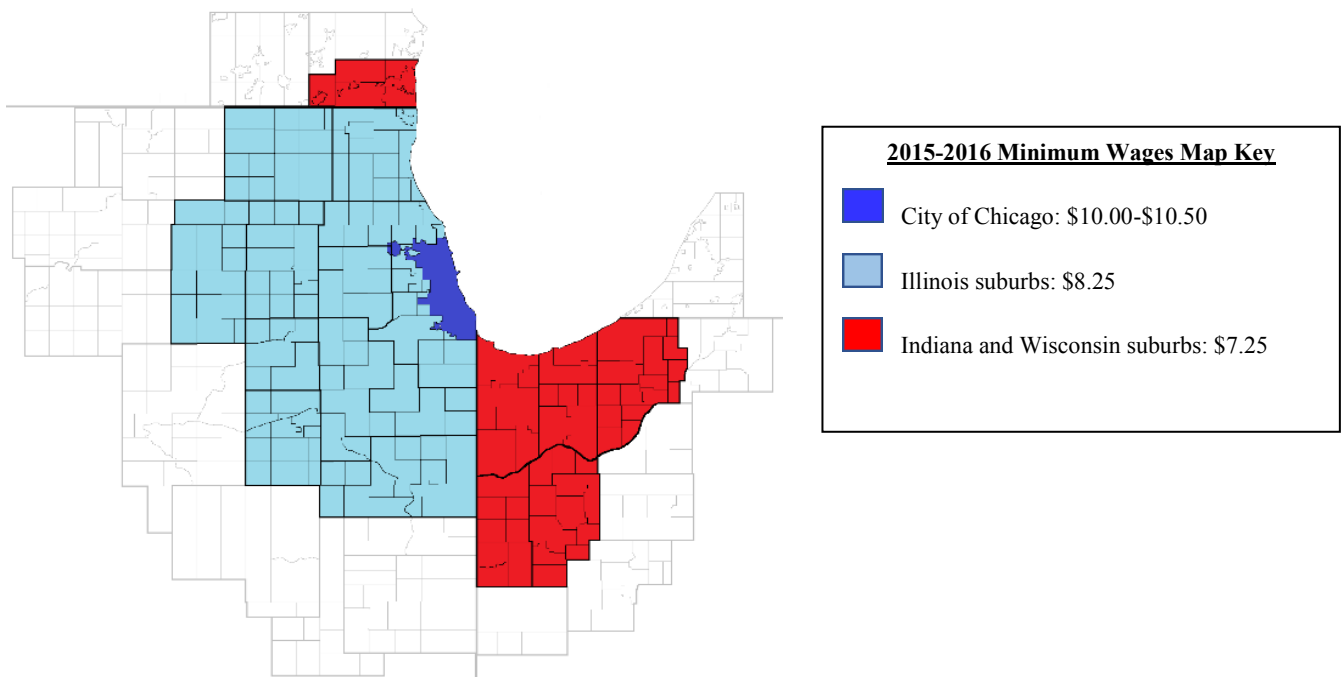 2015-2016 Minimum Wages Map Key
City of Chicago: $10.00-$10.50
Illinois suburbs: $8.25
Indiana and Wisconsin suburbs: $7.25